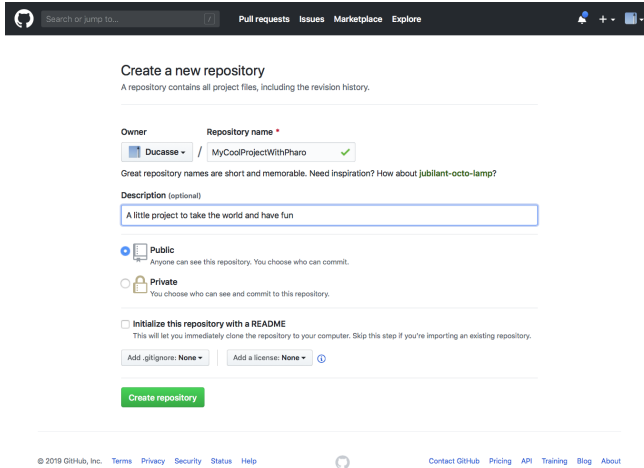 Search or jump to...
/
Pull requests Issues Marketplace Explore
Create a new repository
A repository contains all project files, including the revision history.
Owner Repository name *
Ducasse / MyCoolProjectWithPharo
Great repository names are short and memorable. Need inspiration? How about jubilant-octo-lamp?
Description (optional)
A little project to take the world and have fun
Public
Anyone can see this repository. You choose who can commit.
Private
You choose who can see and commit to this repository.
Initialize this repository with a README
This will let you immediately clone the repository to your computer. Skip this step if you're importing an existing repository.
Add .gitignore: None Add a license: None
Create repository
© 2019 GitHub, Inc. Terms Privacy Security Status Help Contact GitHub Pricing API Training Blog About